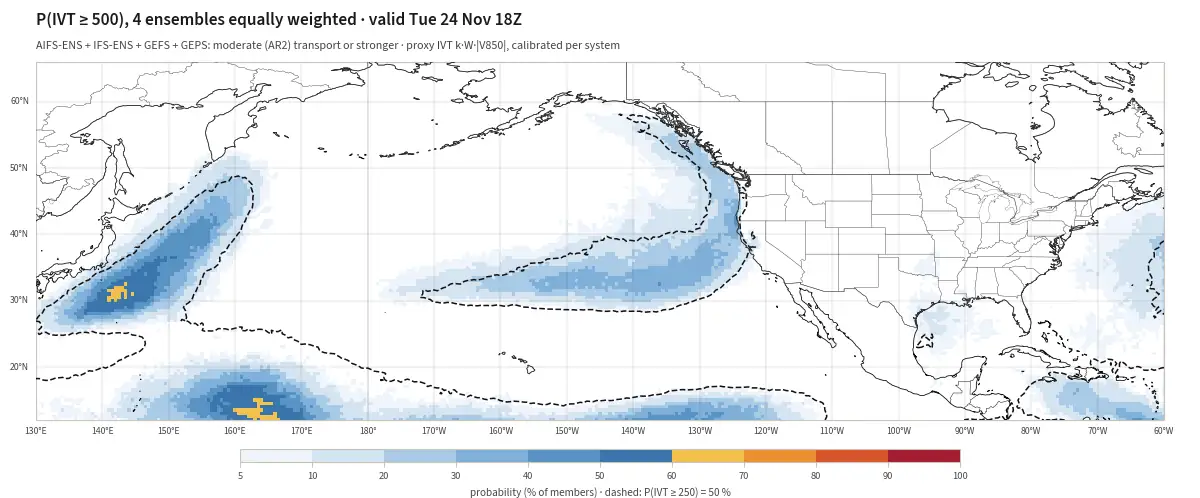 P(IVT ≥ 500), 4 ensembles equally weighted · valid Tue 24 Nov 18Z
AIFS-ENS + IFS-ENS + GEFS + GEPS: moderate (AR2) transport or stronger · proxy IVT k·W·|V850|, calibrated per system
60°N
50°N
40°N
30°N
20°N
130°E 140°E 150°E 160°E 170°E 180° 170°W 160°W 150°W 140°W 130°W 120°W 110°W 100°W 90°W 80°W 70°W 60°W
5 10 20 30 40 50 60 70 80 90 100
probability (% of members) · dashed: P(IVT ≥ 250) = 50 %